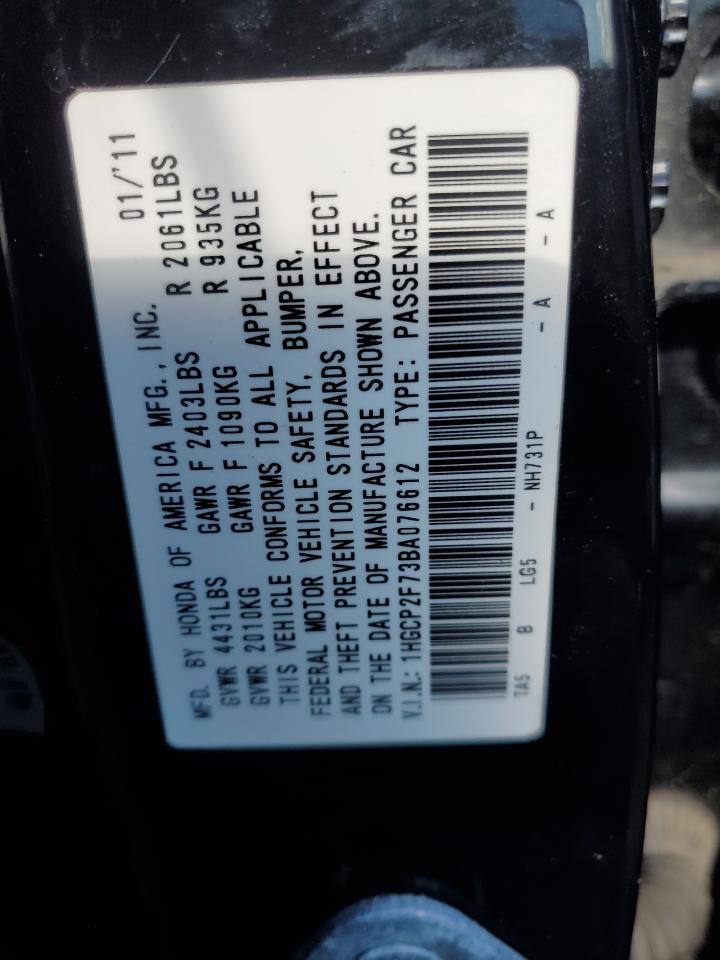 MFD. BY HONDA OF AMERICA MFG., INC. 01/'11
GVWR 4431LBS GAWR F 2403LBS R 2061LBS
GVWR 2010KG GAWR F 1090KG R 935KG
THIS VEHICLE CONFORMS TO ALL APPLICABLE
FEDERAL MOTOR VEHICLE SAFETY, BUMPER,
AND THEFT PREVENTION STANDARDS IN EFFECT
ON THE DATE OF MANUFACTURE SHOWN ABOVE.
V.I.N.: 1HGCP2F73BA076612 TYPE: PASSENGER CAR
TA5 B LG5 - NH731P - A - A